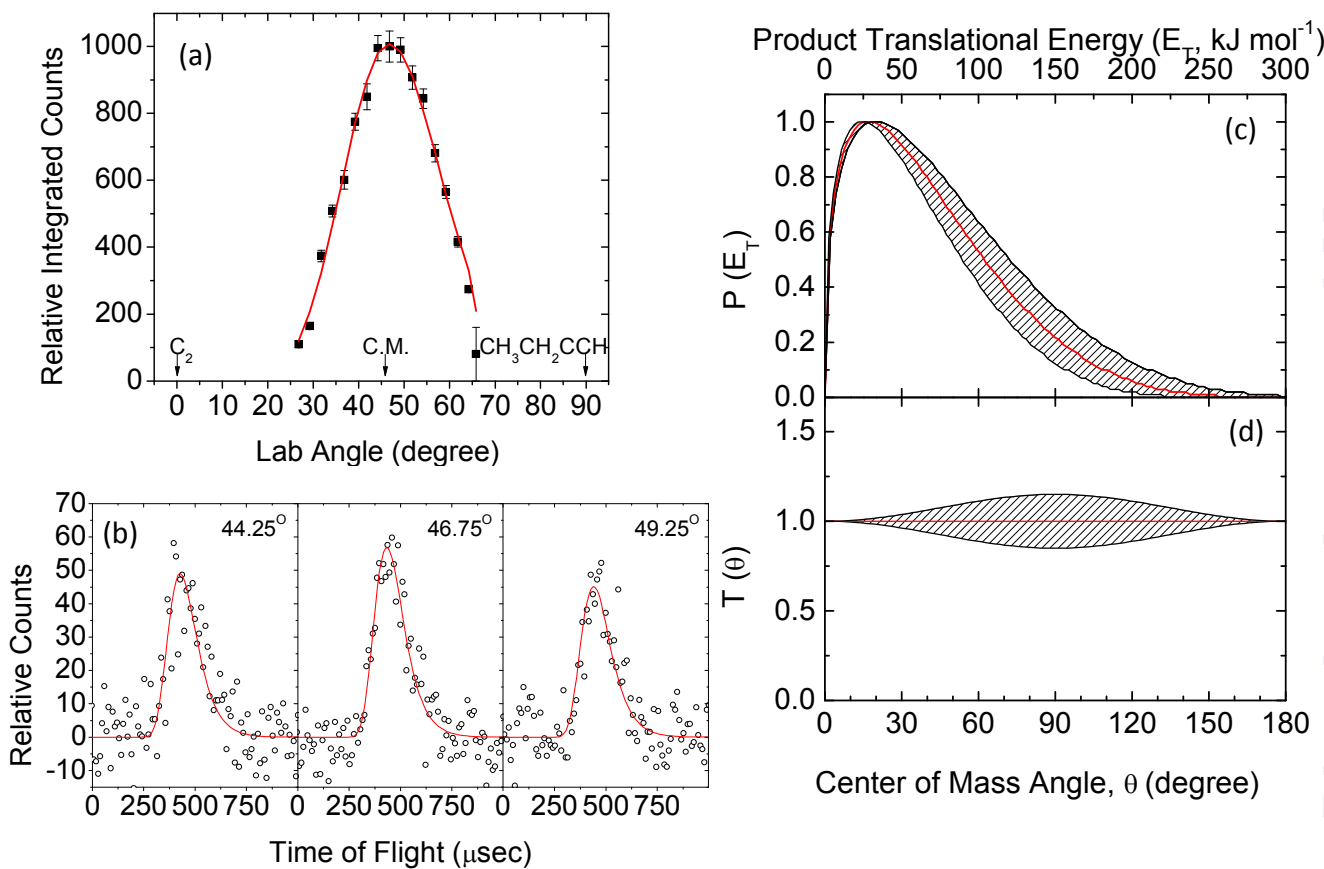 (a)
1000
800
600
400
200
0
Relative Integrated Counts
C2
C.M.
CH3CH2CCH
0 10 20 30 40 50 60 70 80 90
Lab Angle (degree)
(b)
44.25O
46.75O
49.25O
70
60
50
40
30
20
10
0
-10
Relative Counts
0 250 500 750 0 250 500 750 0 250 500 750
Time of Flight (μsec)
Product Translational Energy (ET, kJ mol-1)
0 50 100 150 200 250 300
(c)
1.0
0.8
0.6
0.4
0.2
0.0
P (ET)
(d)
1.5
1.0
0.5
0.0
T (θ)
0 30 60 90 120 150 180
Center of Mass Angle, θ (degree)